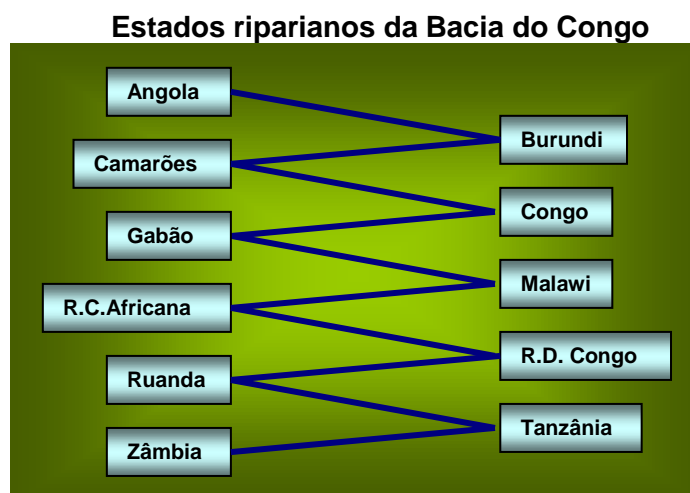 Estados riparianos da Bacia do Congo
Angola
Burundi
Camarões
Congo
Gabão
Malawi
R.C.Africana
R.D. Congo
Ruanda
Tanzânia
Zâmbia